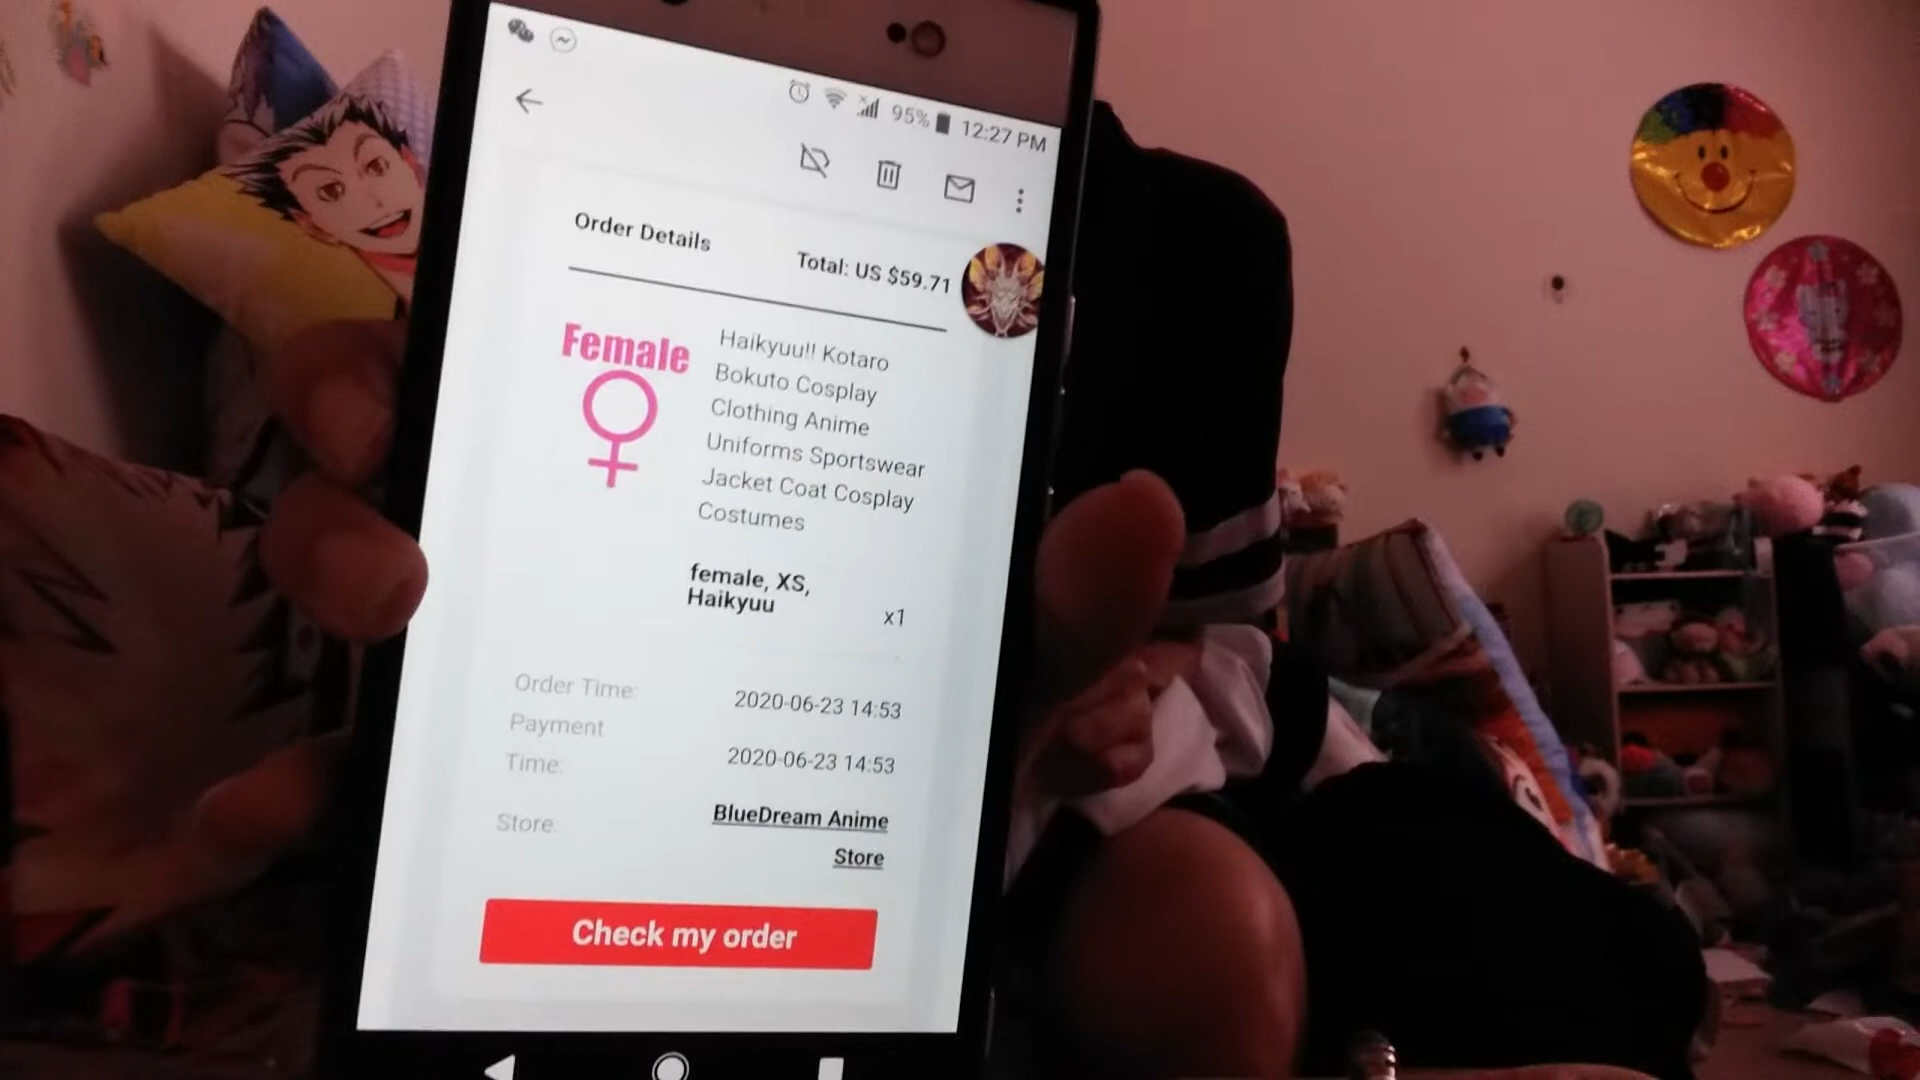 95% 12:27 PM
Order Details
Total: US $59.71
Female
Haikyuu!! Kotaro
Bokuto Cosplay
Clothing Anime
Uniforms Sportswear
Jacket Coat Cosplay
Costumes
female, XS,
Haikyuu
x1
Order Time:
2020-06-23 14:53
Payment
Time:
2020-06-23 14:53
Store:
BlueDream Anime
Store
Check my order